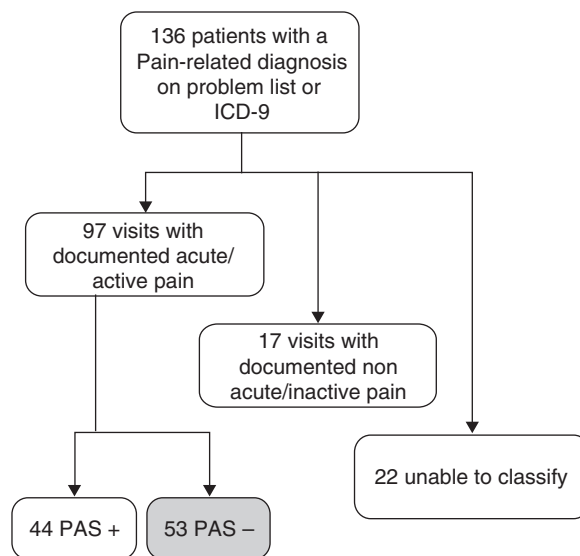 136 patients with a
Pain-related diagnosis
on problem list or
ICD-9
97 visits with
documented acute/
active pain
17 visits with
documented non
acute/inactive pain
22 unable to classify
44 PAS +
53 PAS –